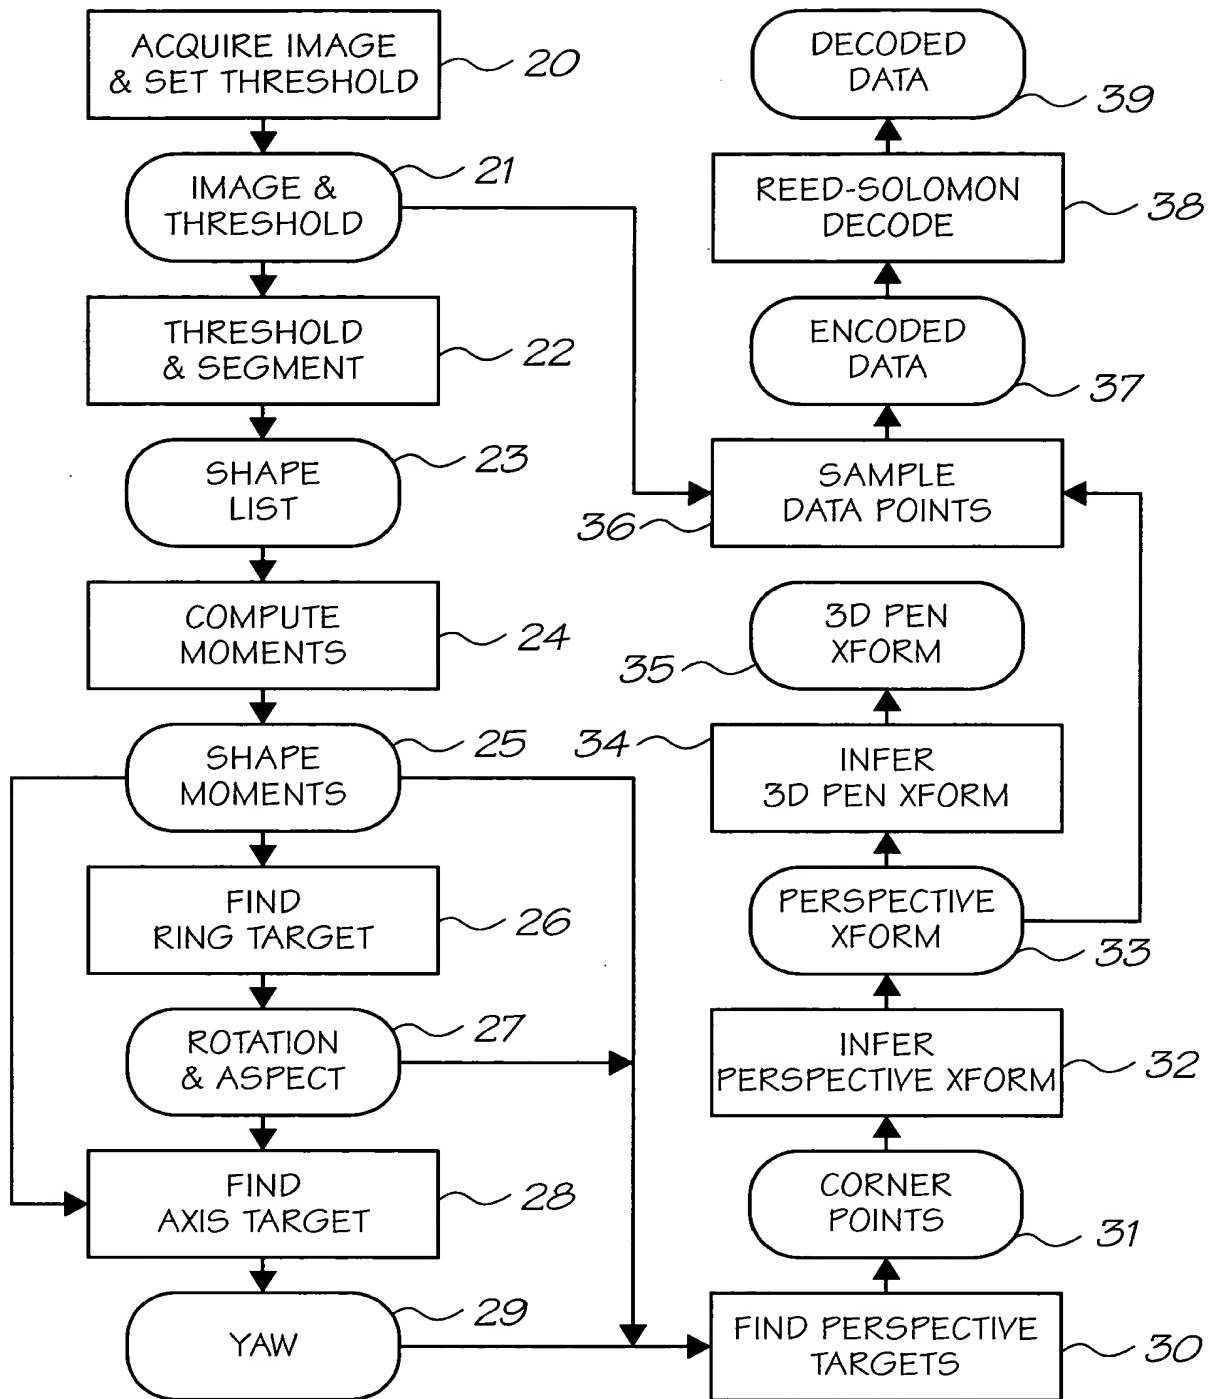 ACQUIRE IMAGE
& SET THRESHOLD
20
IMAGE &
THRESHOLD
21
THRESHOLD
& SEGMENT
22
SHAPE
LIST
23
COMPUTE
MOMENTS
24
SHAPE
MOMENTS
25
FIND
RING TARGET
26
ROTATION
& ASPECT
27
FIND
AXIS TARGET
28
YAW
29
FIND PERSPECTIVE
TARGETS
30
CORNER
POINTS
31
INFER
PERSPECTIVE XFORM
32
PERSPECTIVE
XFORM
33
INFER
3D PEN XFORM
34
3D PEN
XFORM
35
SAMPLE
DATA POINTS
36
ENCODED
DATA
37
REED-SOLOMON
DECODE
38
DECODED
DATA
39